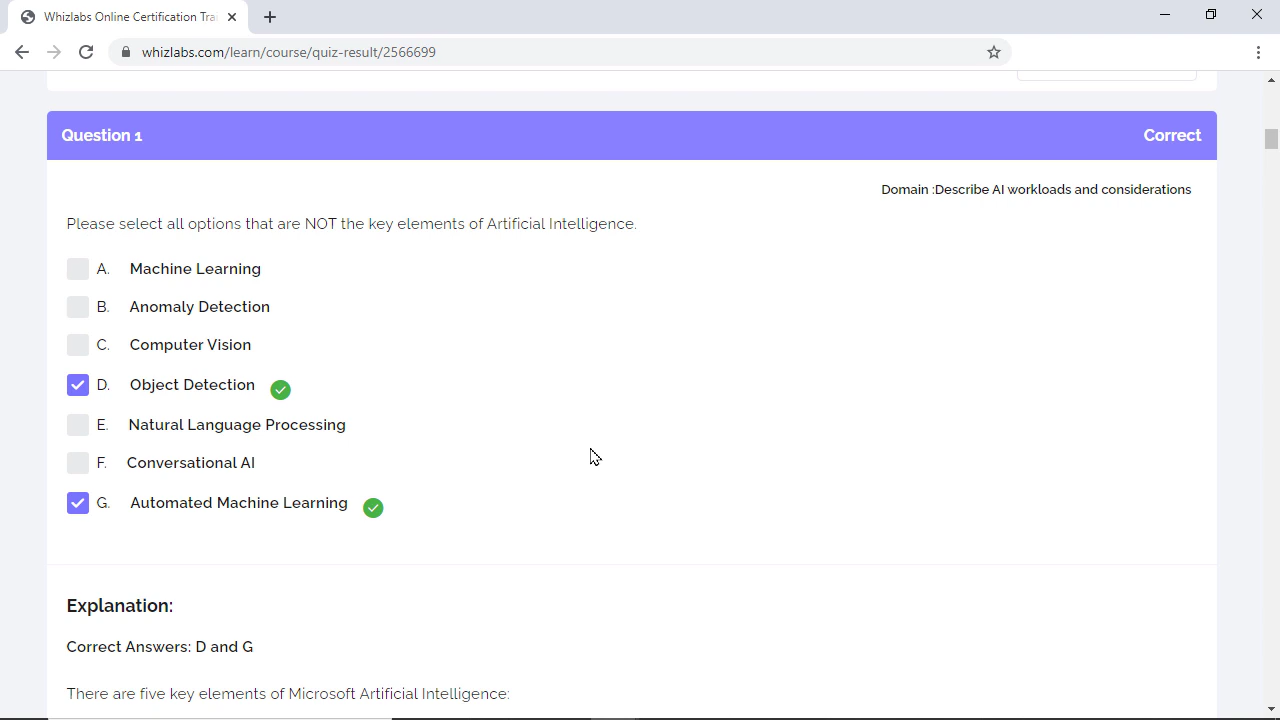 Whizlabs Online Certification Tra
whizlabs.com/learn/course/quiz-result/2566699
Question 1 Correct
Domain :Describe AI workloads and considerations
Please select all options that are NOT the key elements of Artificial Intelligence.
A. Machine Learning
B. Anomaly Detection
C. Computer Vision
D. Object Detection
E. Natural Language Processing
F. Conversational AI
G. Automated Machine Learning
Explanation:
Correct Answers: D and G
There are five key elements of Microsoft Artificial Intelligence: